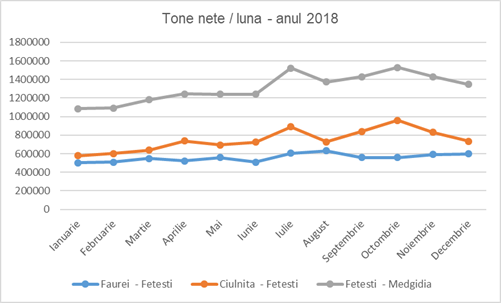 Tone nete / luna - anul 2018
1800000
1600000
1400000
1200000
1000000
800000
600000
400000
200000
0
Ianuarie
Februarie
Martie
Aprilie
Mai
Iunie
Iulie
August
Septembrie
Octombrie
Noiembrie
Decembrie
Faurei - Fetesti
Ciulnita - Fetesti
Fetesti - Medgidia